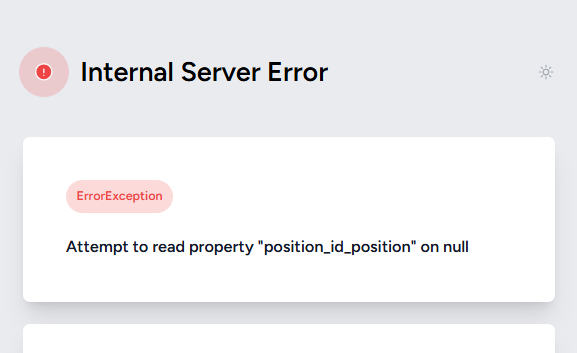 Internal Server Error
ErrorException
Attempt to read property "position_id_position" on null